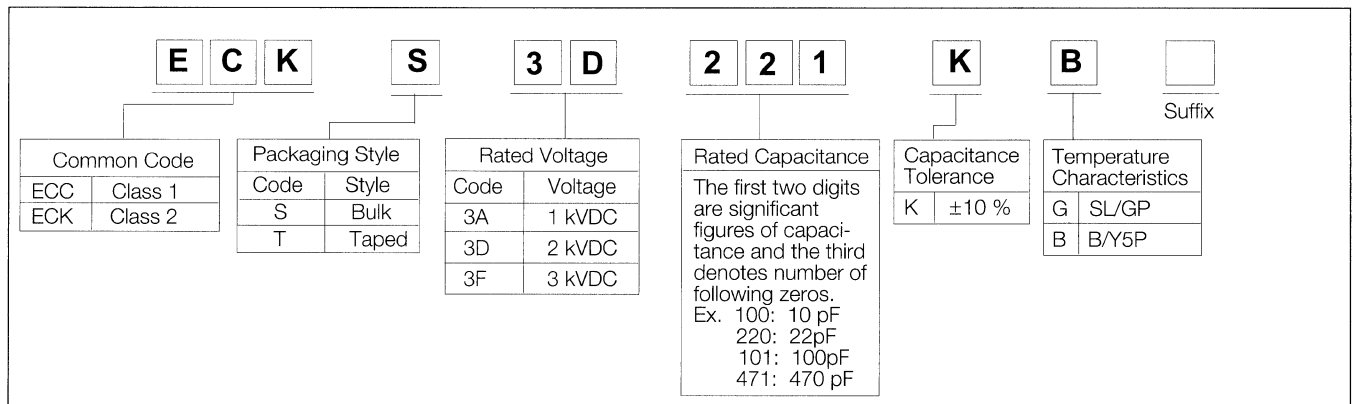 E C K S 3 D 2 2 1 K B
Suffix
Common Code
ECC Class 1
ECK Class 2
Packaging Style
Code Style
S Bulk
T Taped
Rated Voltage
Code Voltage
3A 1 kVDC
3D 2 kVDC
3F 3 kVDC
Rated Capacitance
The first two digits
are significant
figures of capaci-
tance and the third
denotes number of
following zeros.
Ex. 100: 10 pF
220: 22pF
101: 100pF
471: 470 pF
Capacitance
Tolerance
K ±10 %
Temperature
Characteristics
G SL/GP
B B/Y5P